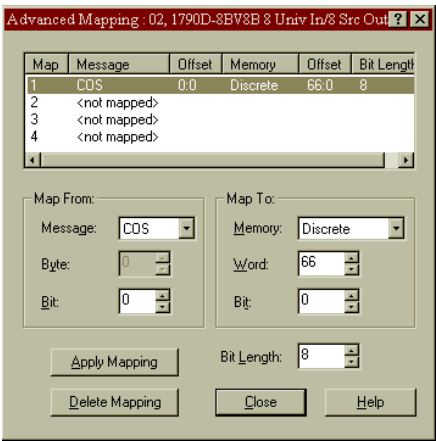 Advanced Mapping : 02, 1790D-8BV8B 8 Univ In/8 Src Out
Map Message Offset Memory Offset Bit Length
1 COS 0:0 Discrete 66:0 8
2 <not mapped>
3 <not mapped>
4 <not mapped>
Map From: Map To:
Message: COS Memory: Discrete
Byte: 0 Word: 66
Bit: 0 Bit: 0
Apply Mapping Bit Length: 8
Delete Mapping Close Help